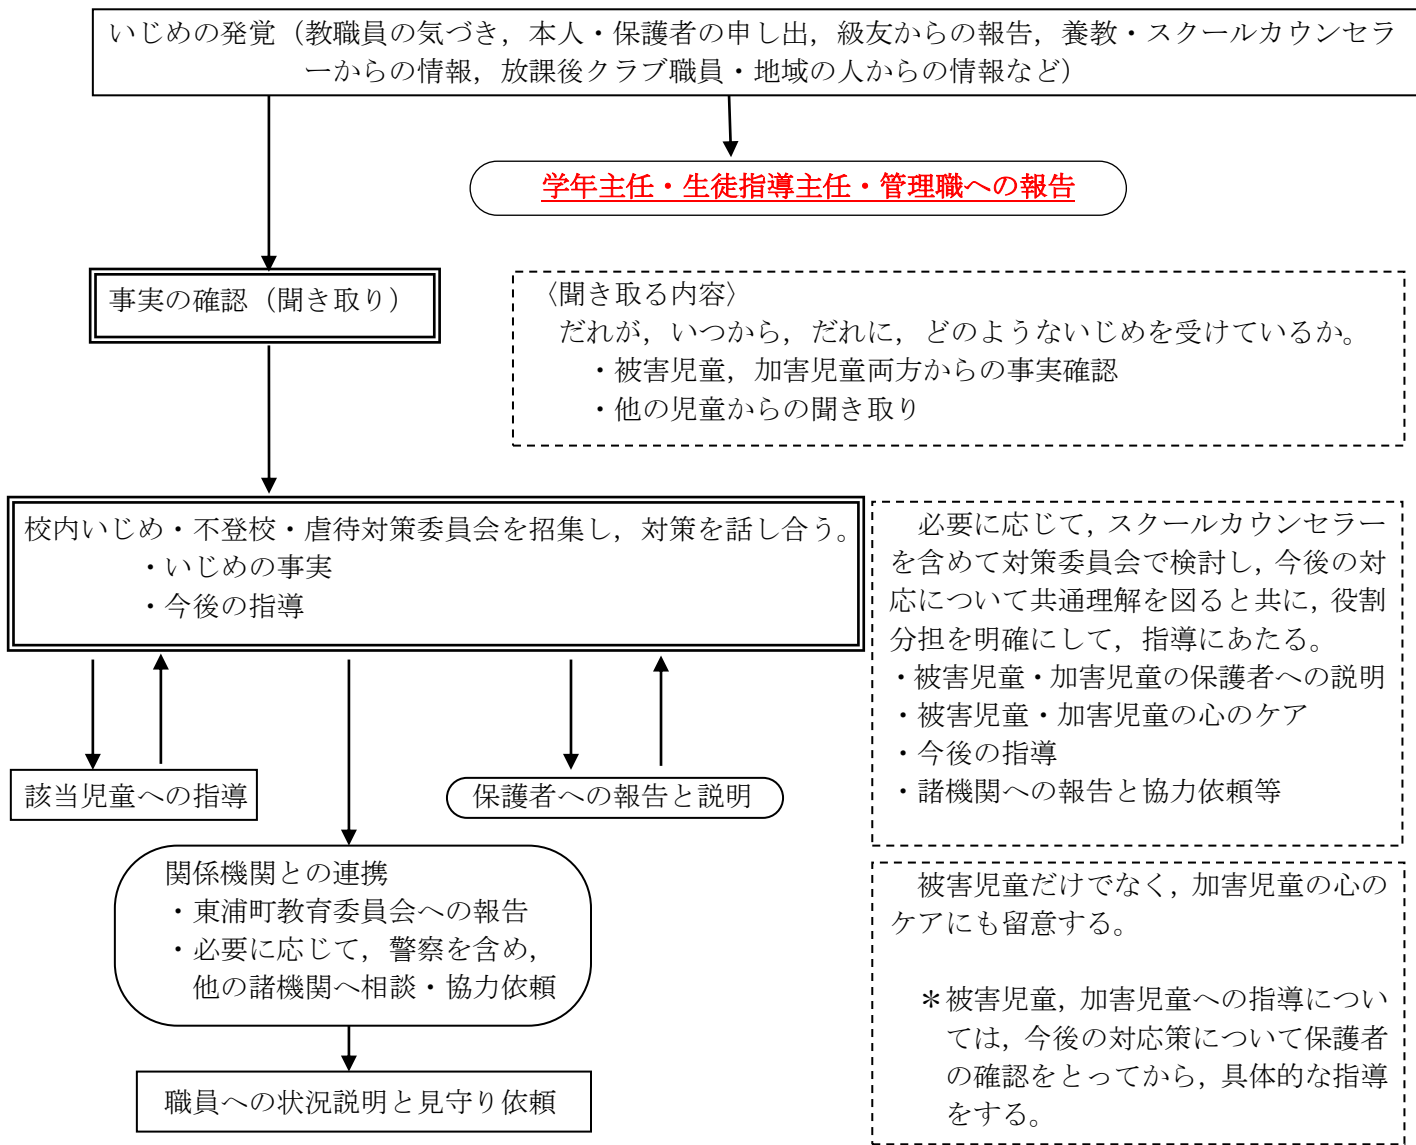 いじめの発覚（教職員の気づき，本人・保護者の申し出，級友からの報告，養教・スクールカウンセラ
ーからの情報，放課後クラブ職員・地域の人からの情報など）
学年主任・生徒指導主任・管理職への報告
事実の確認（聞き取り）
〈聞き取る内容〉
だれが，いつから，だれに，どのようないじめを受けているか。
・被害児童，加害児童両方からの事実確認
・他の児童からの聞き取り
校内いじめ・不登校・虐待対策委員会を招集し，対策を話し合う。
・いじめの事実
・今後の指導
必要に応じて，スクールカウンセラー
を含めて対策委員会で検討し，今後の対
応について共通理解を図ると共に，役割
分担を明確にして，指導にあたる。
・被害児童・加害児童の保護者への説明
・被害児童・加害児童の心のケア
・今後の指導
・諸機関への報告と協力依頼等
該当児童への指導
保護者への報告と説明
関係機関との連携
・東浦町教育委員会への報告
・必要に応じて，警察を含め，
他の諸機関へ相談・協力依頼
被害児童だけでなく，加害児童の心の
ケアにも留意する。
＊被害児童，加害児童への指導につい
ては，今後の対応策について保護者
の確認をとってから，具体的な指導
をする。
職員への状況説明と見守り依頼